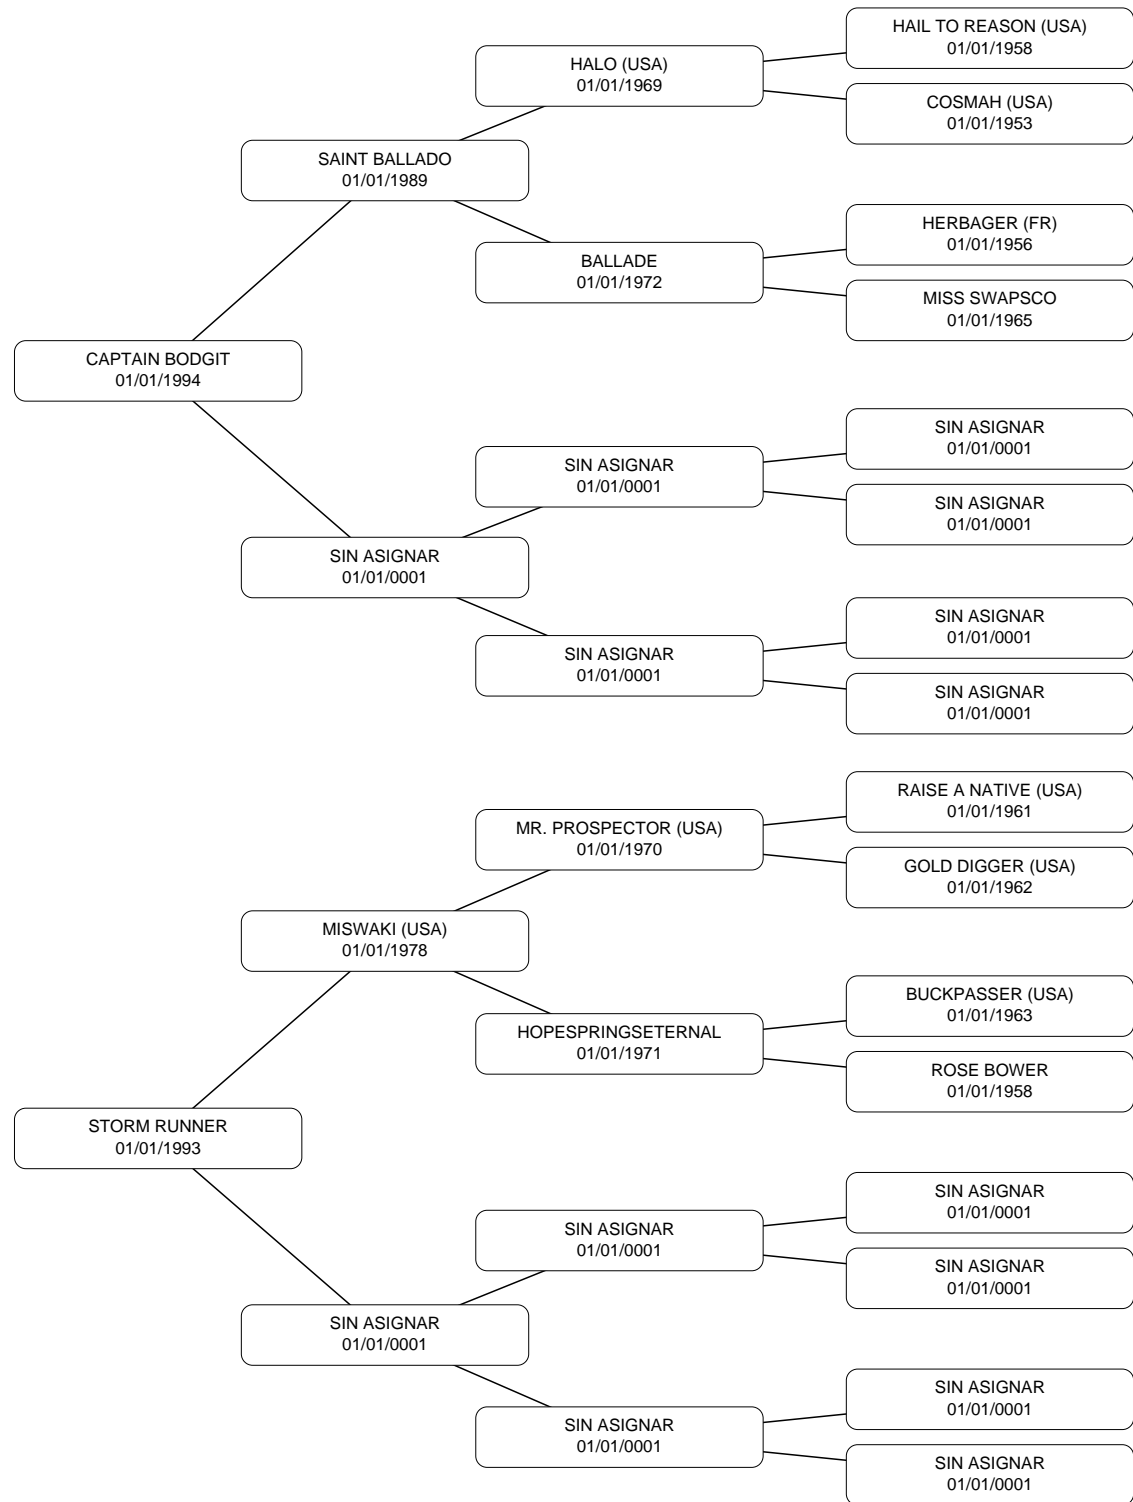 HAIL TO REASON (USA)
01/01/1958
HALO (USA)
01/01/1969
COSMAH (USA)
01/01/1953
SAINT BALLADO
01/01/1989
HERBAGER (FR)
01/01/1956
BALLADE
01/01/1972
MISS SWAPSCO
01/01/1965
CAPTAIN BODGIT
01/01/1994
SIN ASIGNAR
01/01/0001
SIN ASIGNAR
01/01/0001
SIN ASIGNAR
01/01/0001
SIN ASIGNAR
01/01/0001
SIN ASIGNAR
01/01/0001
SIN ASIGNAR
01/01/0001
SIN ASIGNAR
01/01/0001
RAISE A NATIVE (USA)
01/01/1961
MR. PROSPECTOR (USA)
01/01/1970
GOLD DIGGER (USA)
01/01/1962
MISWAKI (USA)
01/01/1978
BUCKPASSER (USA)
01/01/1963
HOPESPRINGSETERNAL
01/01/1971
ROSE BOWER
01/01/1958
STORM RUNNER
01/01/1993
SIN ASIGNAR
01/01/0001
SIN ASIGNAR
01/01/0001
SIN ASIGNAR
01/01/0001
SIN ASIGNAR
01/01/0001
SIN ASIGNAR
01/01/0001
SIN ASIGNAR
01/01/0001
SIN ASIGNAR
01/01/0001